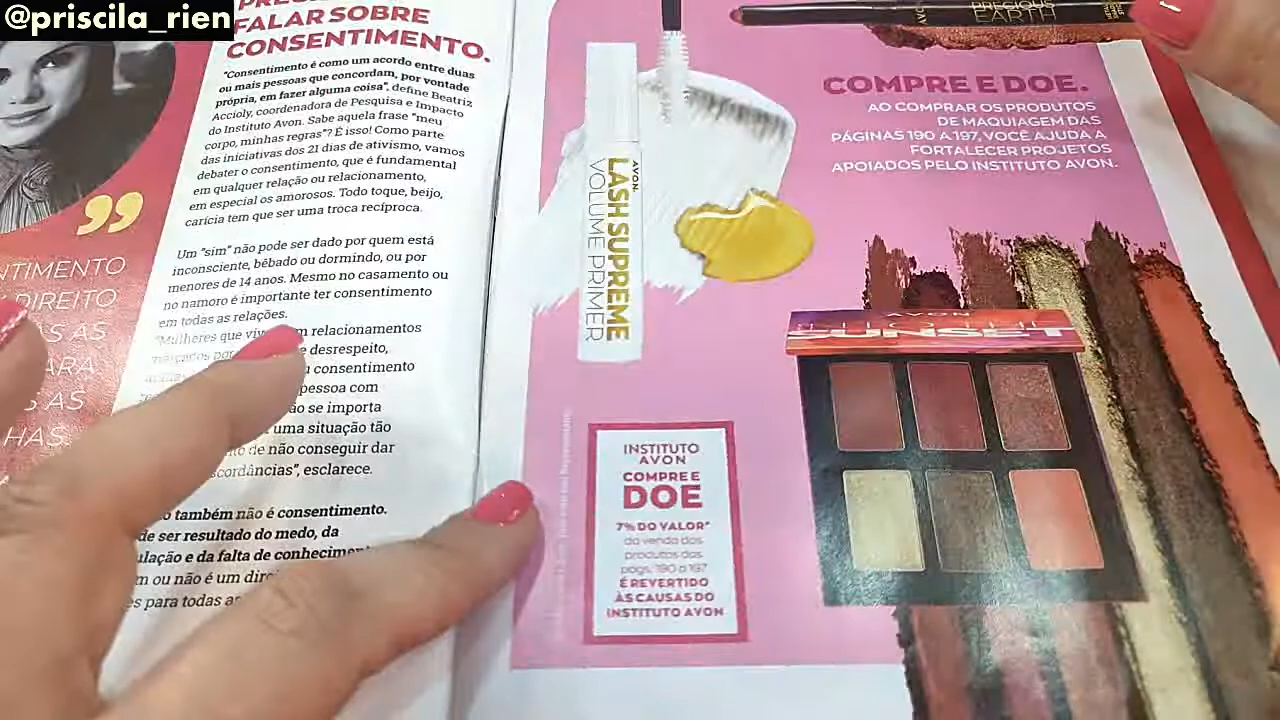 @priscila_rien
FALAR SOBRE
CONSENTIMENTO.
"Consentimento é como um acordo entre duas
ou mais pessoas que concordam, por vontade
própria, em fazer alguma coisa", define Beatriz
Accioly, coordenadora de Pesquisa e Impacto
do Instituto Avon. Sabe aquela frase "meu
corpo, minhas regras"? É isso! Como parte
das iniciativas dos 21 dias de ativismo, vamos
debater o consentimento, que é fundamental
em qualquer relação ou relacionamento,
em especial os amorosos. Todo toque, beijo,
carícia tem que ser uma troca recíproca.
Um "sim" não pode ser dado por quem está
inconsciente, bêbado ou dormindo, ou por
menores de 14 anos. Mesmo no casamento ou
no namoro é importante ter consentimento
em todas as relações.
"Mulheres que relacionamentos
por desrespeito,
consentimento
pessoa com
se importa
uma situação tão
de não conseguir dar
", esclarece.
também não é consentimento.
ser resultado do medo, da
e da falta de
ou não é um
para todas as
DIREITO
AS
AS
AS
COMPRE E DOE.
AO COMPRAR OS PRODUTOS
DE MAQUIAGEM DAS
PÁGINAS 190 A 197, VOCÊ AJUDA A
FORTALECER PROJETOS
APOIADOS PELO INSTITUTO AVON.
PRECIOUS
EARTH
AVON
LASH SUPREME
VOLUME PRIMER
AVON
SUNSET
INSTITUTO
AVON
COMPRE E
DOE
7% DO VALOR*
da venda dos
produtos das
págs. 190 a 197
É REVERTIDO
ÀS CAUSAS DO
INSTITUTO AVON